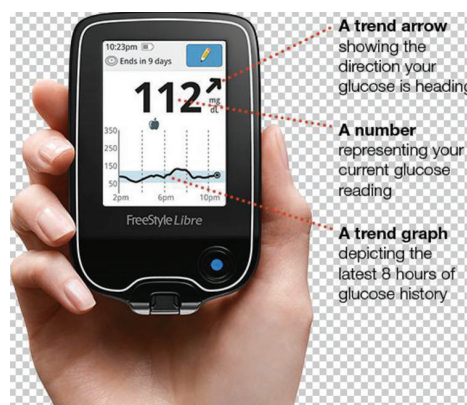 10:23pm
Ends in 9 days
112
mg
dL
350
250
150
50
2pm 6pm 10pm
FreeStyle Libre
A trend arrow
showing the
direction your
glucose is heading
A number
representing your
current glucose
reading
A trend graph
depicting the
latest 8 hours of
glucose history